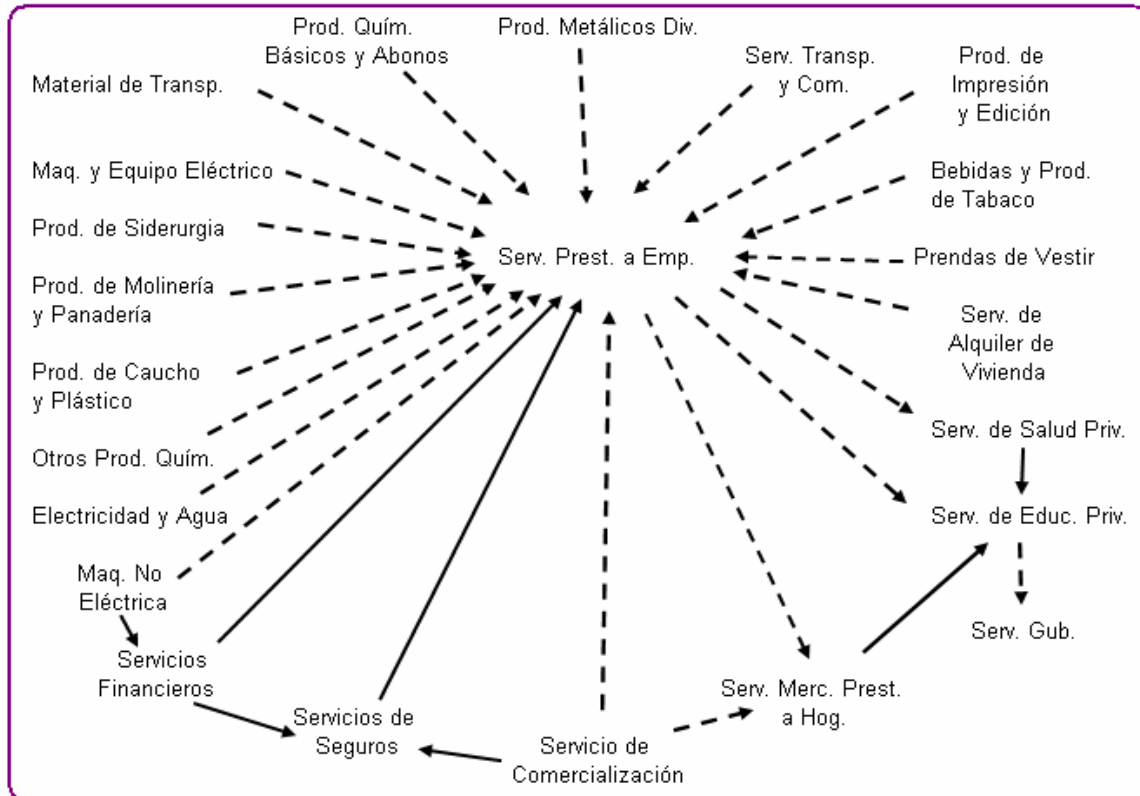 Prod. Quím.
Básicos y Abonos
Prod. Metálicos Div.
Serv. Transp.
y Com.
Prod. de
Impresión
y Edición
Material de Transp.
Maq. y Equipo Eléctrico
Bebidas y Prod.
de Tabaco
Prod. de Siderurgia
Serv. Prest. a Emp.
Prendas de Vestir
Prod. de Molinería
y Panadería
Serv. de
Alquiler de
Vivienda
Prod. de Caucho
y Plástico
Serv. de Salud Priv.
Otros Prod. Quím.
Electricidad y Agua
Serv. de Educ. Priv.
Maq. No
Eléctrica
Serv. Gub.
Servicios
Financieros
Serv. Merc. Prest.
a Hog.
Servicios de
Seguros
Servicio de
Comercialización